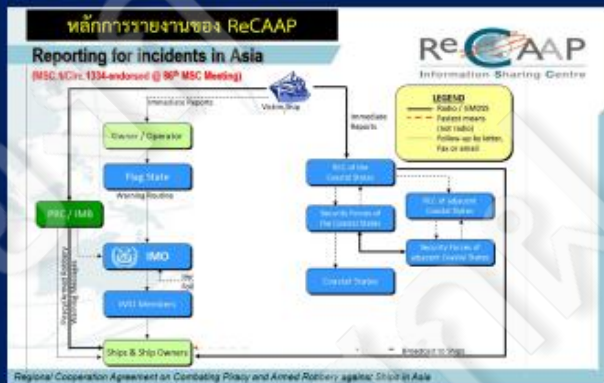 หลักการรายงานของ ReCAAP
Reporting for incidents in Asia
(MSC.1/Circ.1334-endorsed @ 86th MSC Meeting)
ReCAAP
Information Sharing Centre
LEGEND
Radio / GMDSS
Fastest means
(not radio)
Follow up by letter,
Fax or email
Immediate Reports
Victim Ship
Immediate
Reports
Owner / Operator
Flag State
Warning Routine
PRC / IMB
IMO
IMO Members
Ships & Ship Owners
Piracy/Armed Robbery
Warning Messages
RCC of the
Coastal States
Security Forces of
The Coastal States
Coastal States
RCC of adjacent
Coastal States
Security Forces of
adjacent Coastal States
Broadcast to Ships
Regional Cooperation Agreement on Combating Piracy and Armed Robbery against Ships in Asia